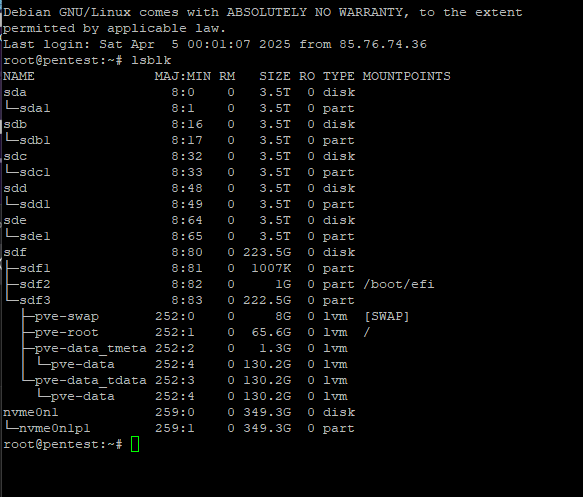 Debian GNU/Linux comes with ABSOLUTELY NO WARRANTY, to the extent
permitted by applicable law.
Last login: Sat Apr  5 00:01:07 2025 from 85.76.74.36
root@pentest:~# lsblk
NAME               MAJ:MIN RM   SIZE RO TYPE MOUNTPOINTS
sda                  8:0    0   3.5T  0 disk
└─sda1               8:1    0   3.5T  0 part
sdb                  8:16   0   3.5T  0 disk
└─sdb1               8:17   0   3.5T  0 part
sdc                  8:32   0   3.5T  0 disk
└─sdc1               8:33   0   3.5T  0 part
sdd                  8:48   0   3.5T  0 disk
└─sdd1               8:49   0   3.5T  0 part
sde                  8:64   0   3.5T  0 disk
└─sde1               8:65   0   3.5T  0 part
sdf                  8:80   0 223.5G  0 disk
├─sdf1               8:81   0  1007K  0 part
├─sdf2               8:82   0     1G  0 part /boot/efi
└─sdf3               8:83   0 222.5G  0 part
  ├─pve-swap       252:0    0     8G  0 lvm  [SWAP]
  ├─pve-root       252:1    0  65.6G  0 lvm  /
  ├─pve-data_tmeta 252:2    0   1.3G  0 lvm
  │ └─pve-data     252:4    0 130.2G  0 lvm
  └─pve-data_tdata 252:3    0 130.2G  0 lvm
    └─pve-data     252:4    0 130.2G  0 lvm
nvme0n1            259:0    0 349.3G  0 disk
└─nvme0n1p1        259:1    0 349.3G  0 part
root@pentest:~#